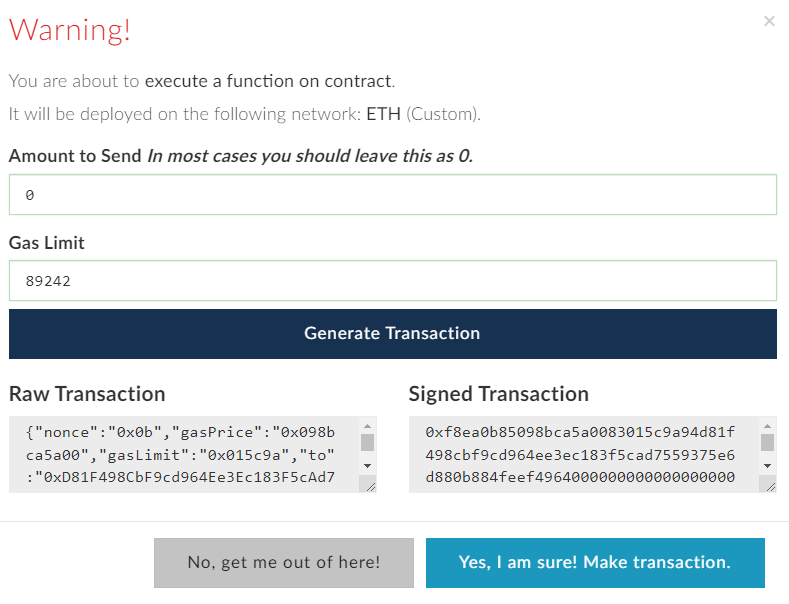 Warning!
×
You are about to execute a function on contract.
It will be deployed on the following network: ETH (Custom).
Amount to Send In most cases you should leave this as 0.
0
Gas Limit
89242
Generate Transaction
Raw Transaction
{"nonce":"0x0b","gasPrice":"0x098b
ca5a00","gasLimit":"0x015c9a","to"
:"0xD81F498CbF9cd964Ee3Ec183F5cAd7
Signed Transaction
0xf8ea0b85098bca5a0083015c9a94d81f
498cbf9cd964ee3ec183f5cad7559375e6
d880b884feef4964000000000000000000
No, get me out of here!
Yes, I am sure! Make transaction.